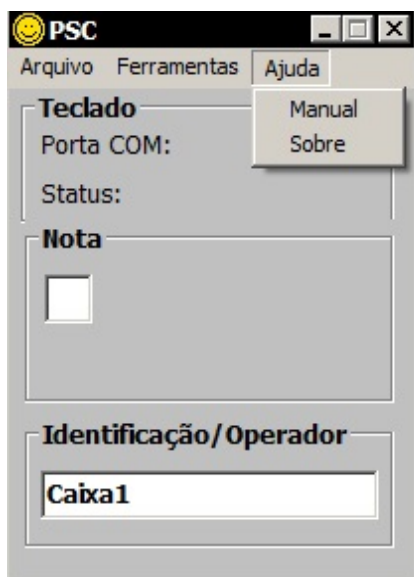 PSC
Arquivo Ferramentas Ajuda
Manual
Sobre
Teclado
Porta COM:
Status:
Nota
Identificação/Operador
Caixa1